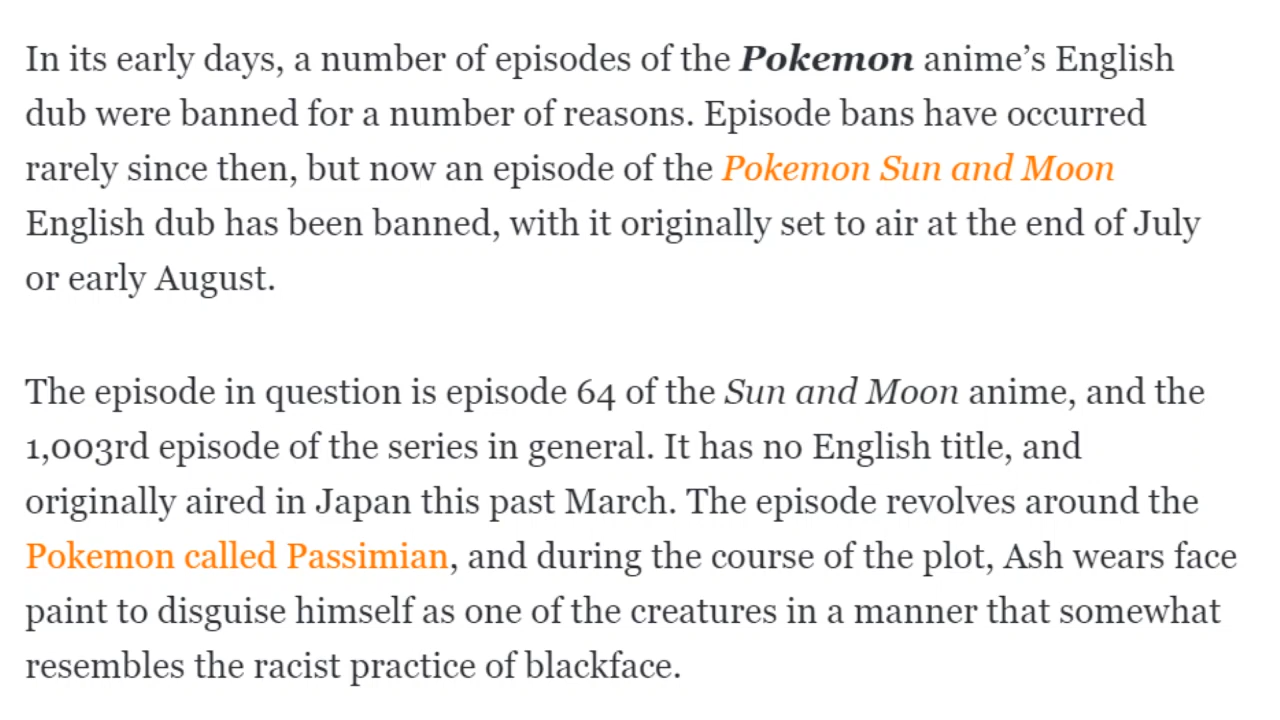 In its early days, a number of episodes of the Pokemon anime’s English
dub were banned for a number of reasons. Episode bans have occurred
rarely since then, but now an episode of the Pokemon Sun and Moon
English dub has been banned, with it originally set to air at the end of July
or early August.
The episode in question is episode 64 of the Sun and Moon anime, and the
1,003rd episode of the series in general. It has no English title, and
originally aired in Japan this past March. The episode revolves around the
Pokemon called Passimian, and during the course of the plot, Ash wears face
paint to disguise himself as one of the creatures in a manner that somewhat
resembles the racist practice of blackface.